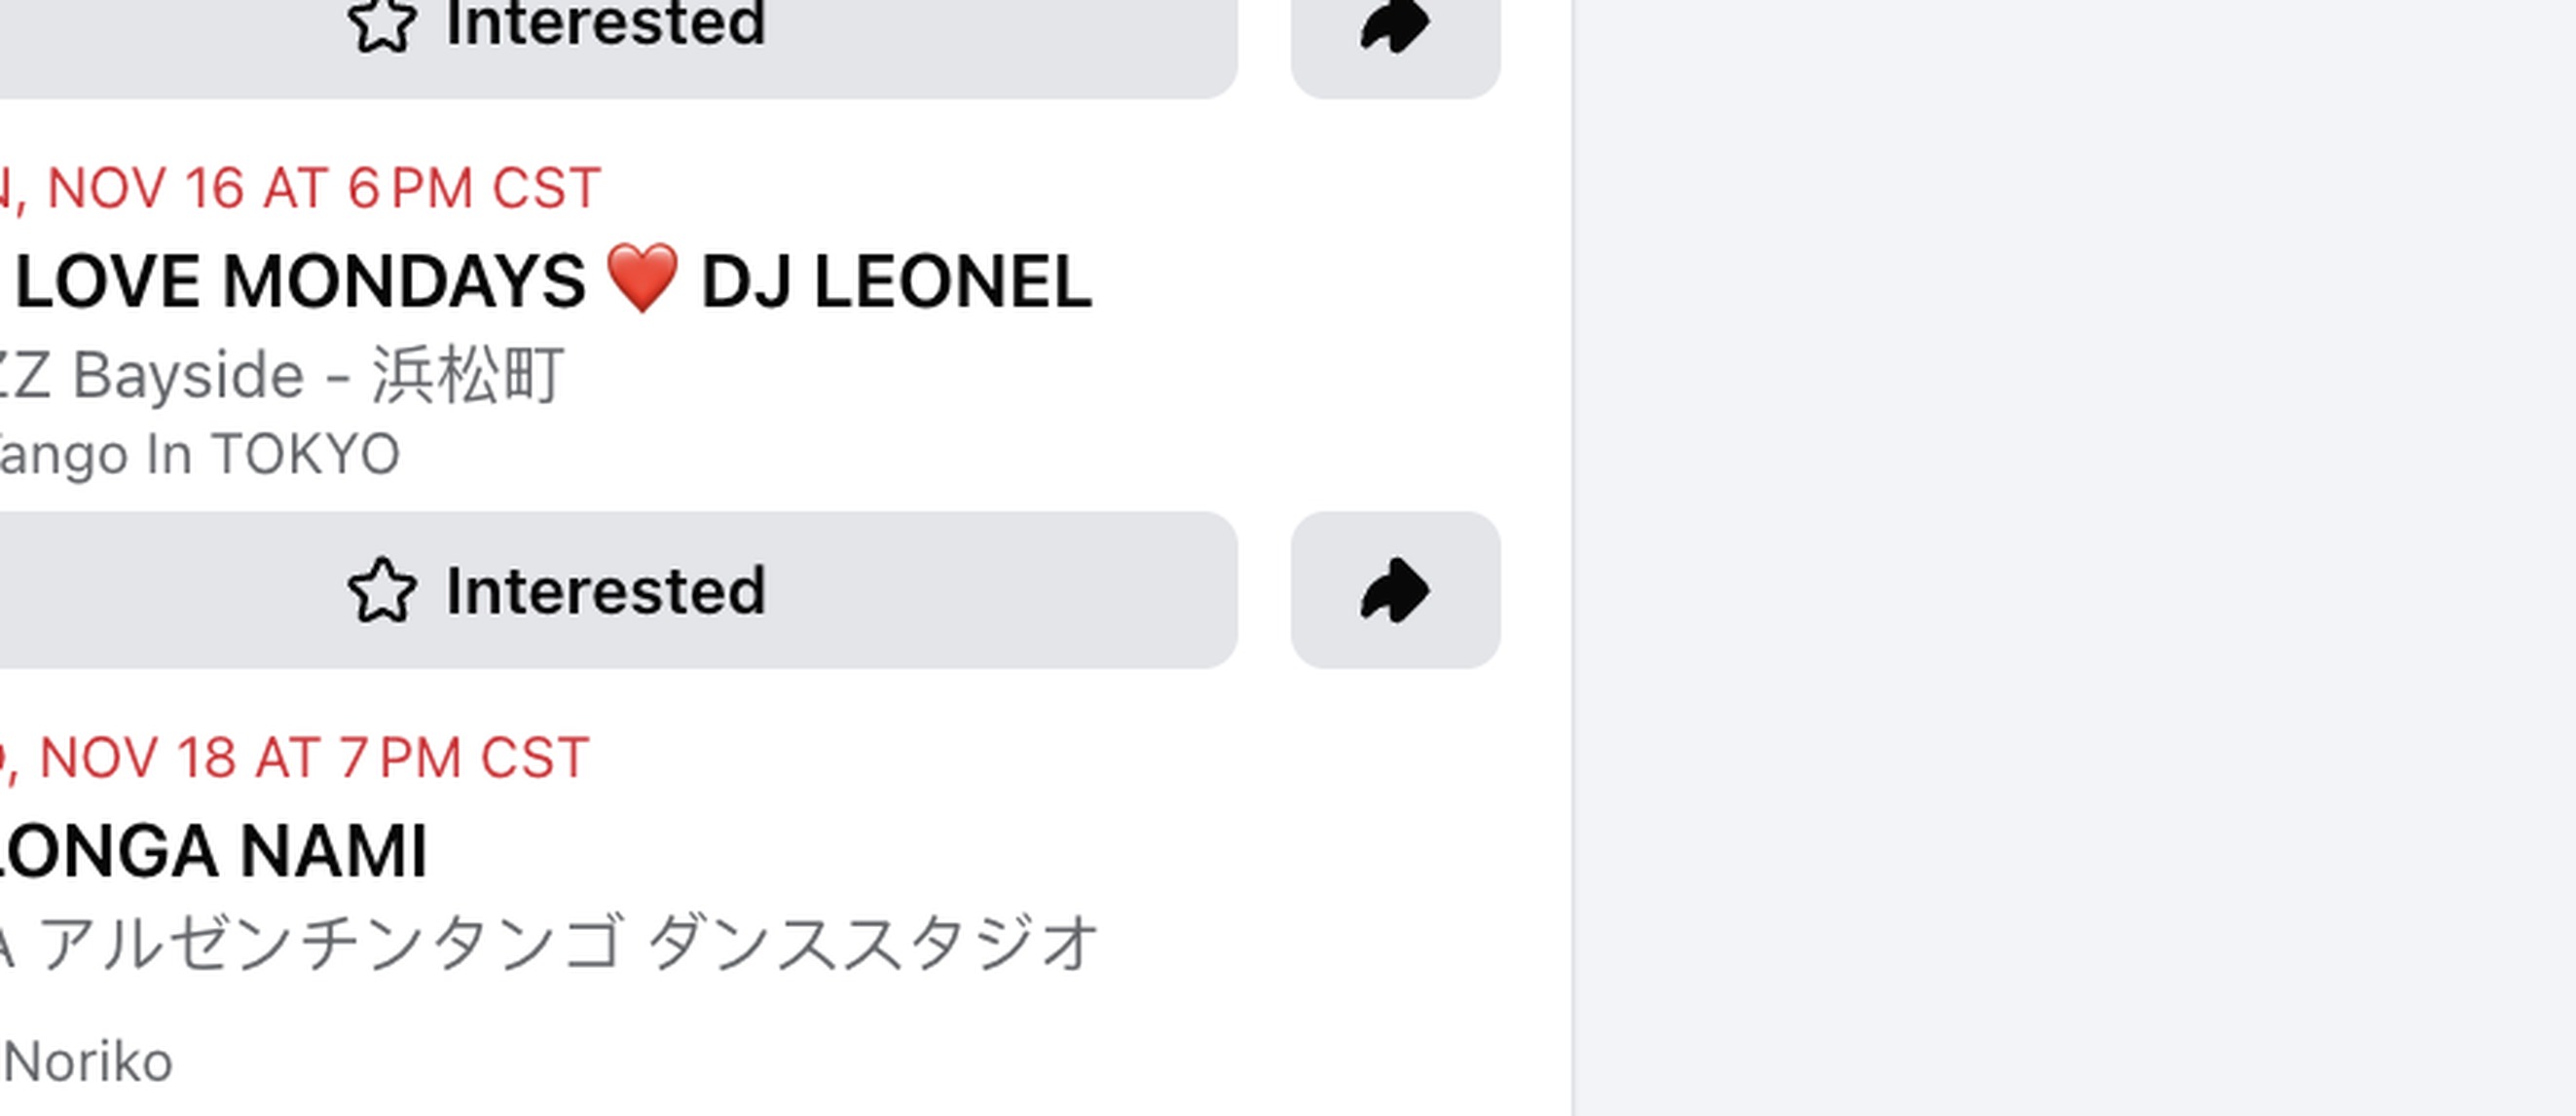 Interested
N, NOV 16 AT 6 PM CST
LOVE MONDAYS ❤️ DJ LEONEL
ZZ Bayside - 浜松町
Tango In TOKYO
Interested
D, NOV 18 AT 7 PM CST
LONGA NAMI
A アルゼンチンタンゴ ダンススタジオ
Noriko